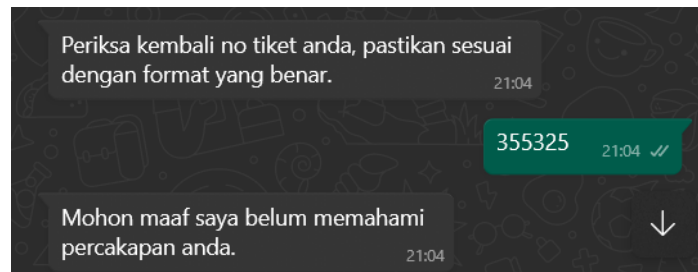 Periksa kembali no tiket anda, pastikan sesuai
dengan format yang benar.
21:04
355325
21:04
Mohon maaf saya belum memahami
percakapan anda.
21:04